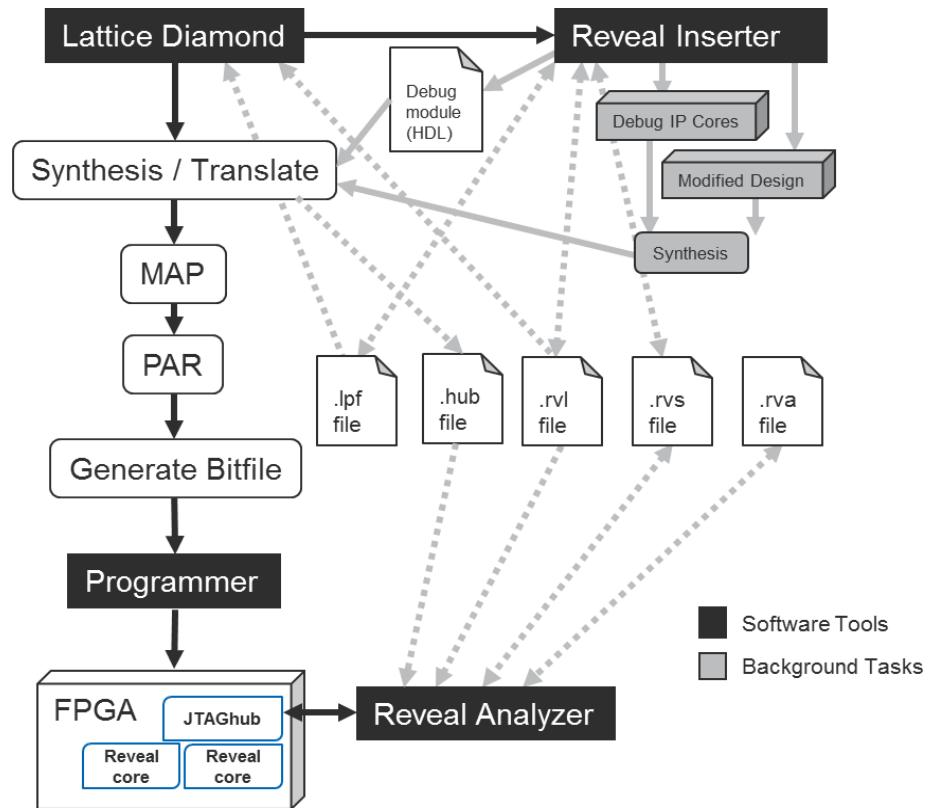 Lattice Diamond
Reveal Inserter
Debug
module
(HDL)
Debug IP Cores
Modified Design
Synthesis / Translate
Synthesis
MAP
PAR
.lpf
file
.hub
file
.rvl
file
.rvs
file
.rva
file
Generate Bitfile
Programmer
Software Tools
Background Tasks
FPGA
JTAGhub
Reveal
core
Reveal
core
Reveal Analyzer